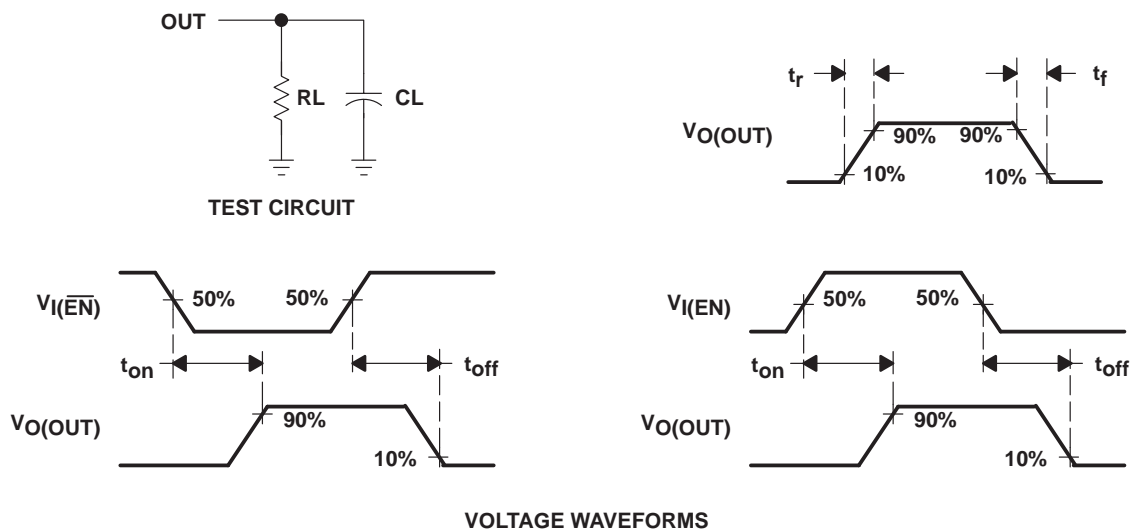 OUT
RL CL
TEST CIRCUIT
tr tf
VO(OUT)
90% 90%
10% 10%
VI(E̅N̅)
50% 50%
ton toff
VO(OUT)
90%
10%
VI(EN)
50% 50%
ton toff
VO(OUT)
90%
10%
VOLTAGE WAVEFORMS